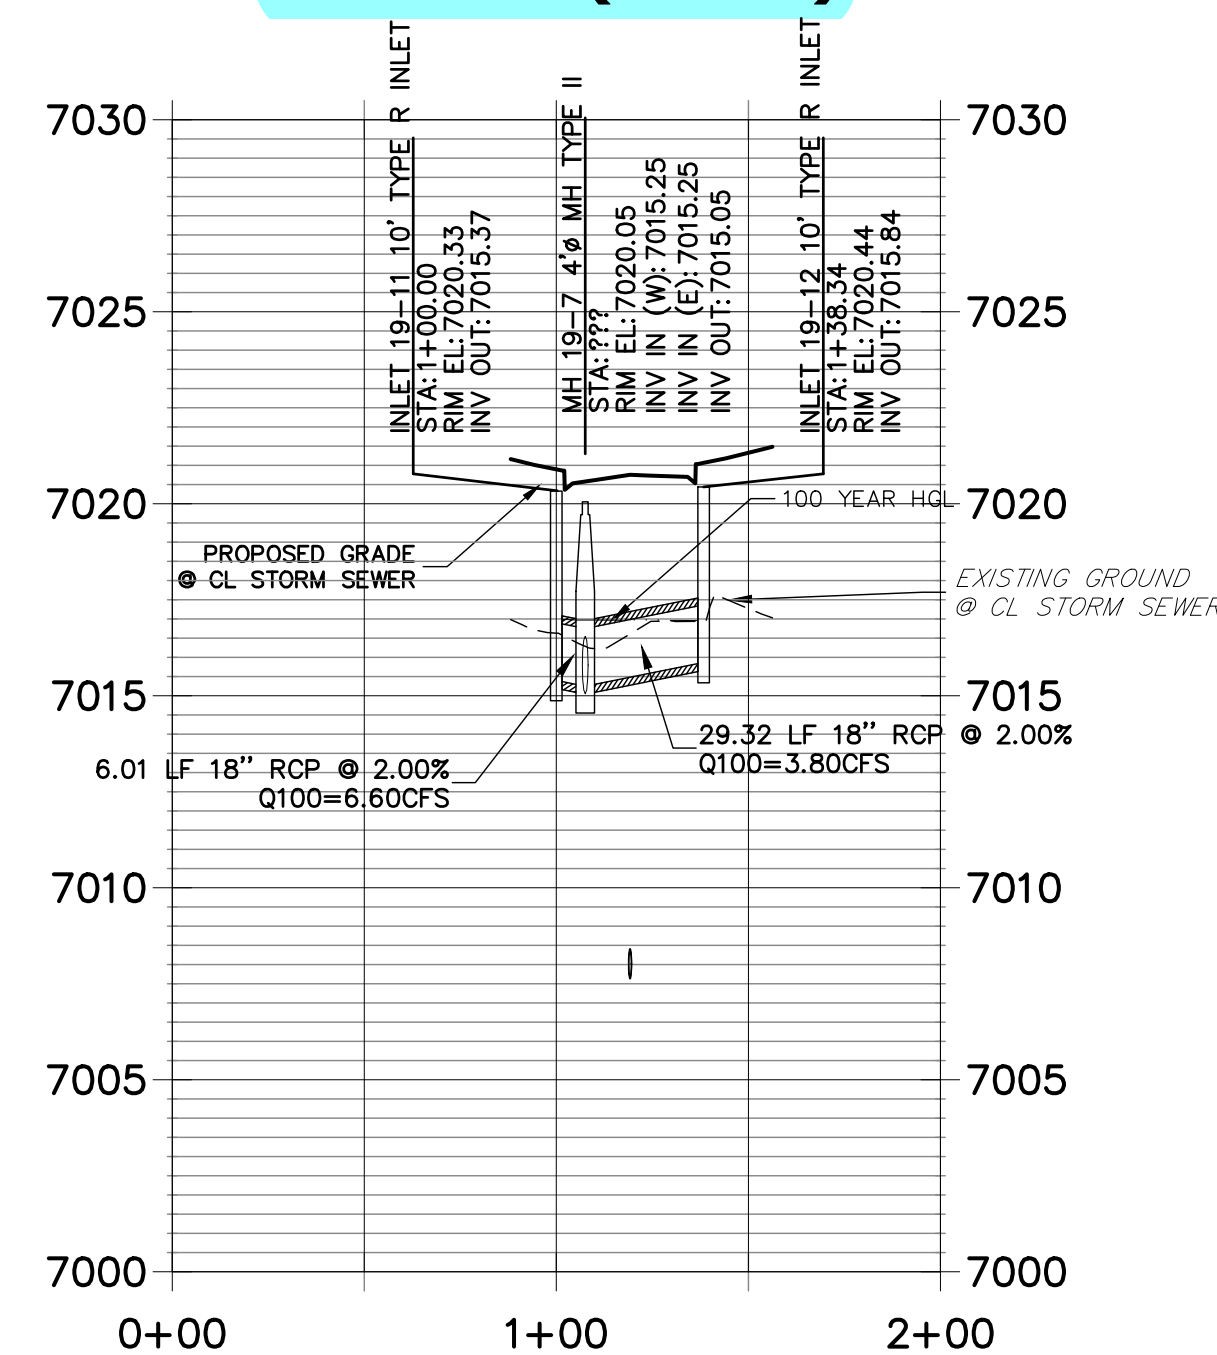 INLET 19-11 10' TYPE R INLET
STA:1+00.00
RIM EL:7020.33
INV OUT:7015.37
MH 19-7 4'ø MH TYPE II
STA:???
RIM EL:7020.05
INV IN (W):7015.25
INV IN (E):7015.25
INV OUT:7015.05
INLET 19-12 10' TYPE R INLET
STA:1+38.34
RIM EL:7020.44
INV OUT:7015.84
7030
7030
7025
7025
7020
100 YEAR HGL
7020
PROPOSED GRADE
@ CL STORM SEWER
EXISTING GROUND
@ CL STORM SEWER
7015
7015
29.32 LF 18" RCP @ 2.00%
Q100=3.80CFS
6.01 LF 18" RCP @ 2.00%
Q100=6.60CFS
7010
7010
7005
7005
7000
7000
0+00
1+00
2+00